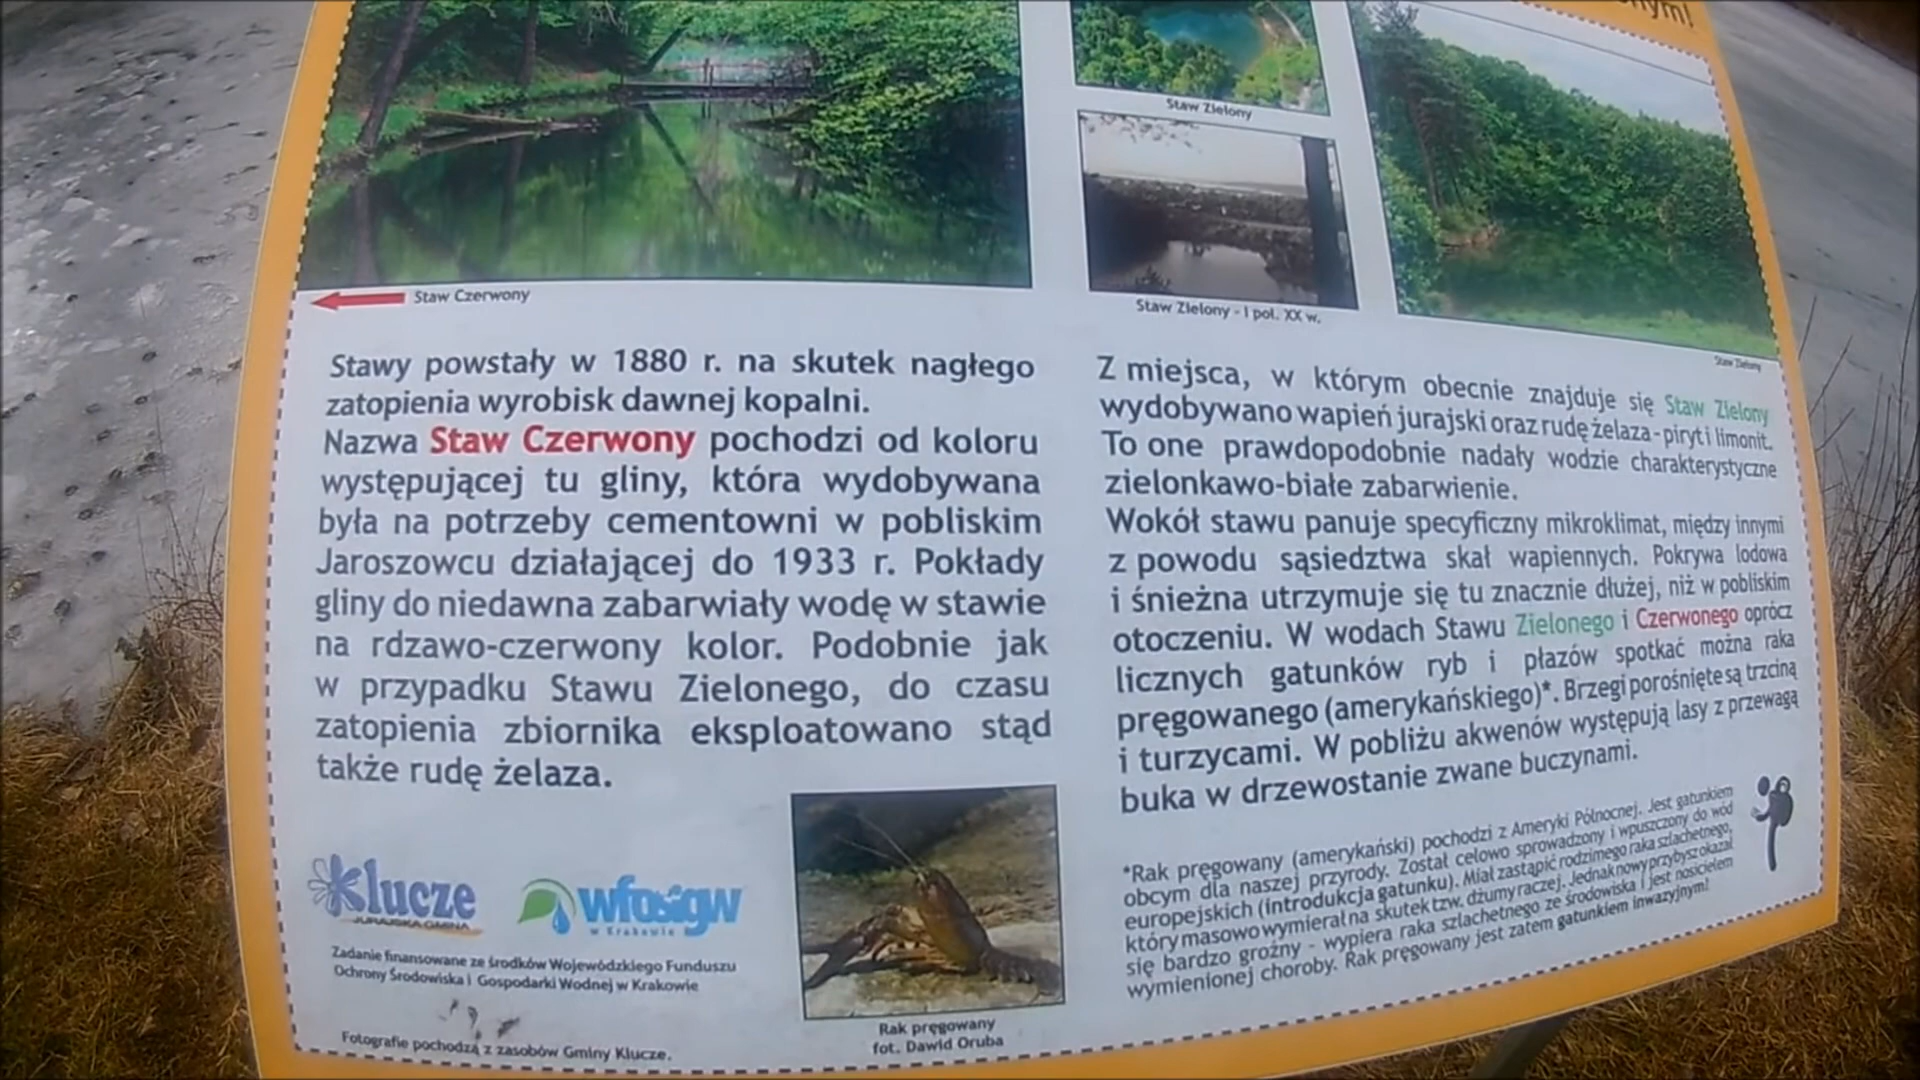 Staw Zielony
Staw Zielony - I poł. XX w.
Staw Zielony
Staw Czerwony
Stawy powstały w 1880 r. na skutek nagłego
zatopienia wyrobisk dawnej kopalni.
Nazwa Staw Czerwony pochodzi od koloru
występującej tu gliny, która wydobywana
była na potrzeby cementowni w pobliskim
Jaroszowcu działającej do 1933 r. Pokłady
gliny do niedawna zabarwiały wodę w stawie
na rdzawo-czerwony kolor. Podobnie jak
w przypadku Stawu Zielonego, do czasu
zatopienia zbiornika eksploatowano stąd
także rudę żelaza.
Z miejsca, w którym obecnie znajduje się Staw Zielony
wydobywano wapień jurajski oraz rudę żelaza - piryt i limonit.
To one prawdopodobnie nadały wodzie charakterystyczne
zielonkawo-białe zabarwienie.
Wokół stawu panuje specyficzny mikroklimat, między innymi
z powodu sąsiedztwa skał wapiennych. Pokrywa lodowa
i śnieżna utrzymuje się tu znacznie dłużej, niż w pobliskim
otoczeniu. W wodach Stawu Zielonego i Czerwonego oprócz
licznych gatunków ryb i płazów spotkać można raka
pręgowanego (amerykańskiego)*. Brzegi porośnięte są trzciną
i turzycami. W pobliżu akwenów występują lasy z przewagą
buka w drzewostanie zwane buczynami.
*Rak pręgowany (amerykański) pochodzi z Ameryki Północnej. Jest gatunkiem
obcym dla naszej przyrody. Został celowo sprowadzony i wpuszczony do wód
europejskich (introdukcja gatunku). Miał zastąpić rodzimego raka szlachetnego,
który masowo wymierał na skutek tzw. dżumy raczej. Jednak nowy przybysz okazał
się bardzo groźny - wypiera raka szlachetnego ze środowiska i jest nosicielem
wymienionej choroby. Rak pręgowany jest zatem gatunkiem inwazyjnym!
Klucze
JURAJSKA GMINA
wfośigw
w Krakowie
Zadanie finansowane ze środków Wojewódzkiego Funduszu
Ochrony Środowiska i Gospodarki Wodnej w Krakowie
Fotografie pochodzą z zasobów Gminy Klucze.
Rak pręgowany
fot. Dawid Oruba